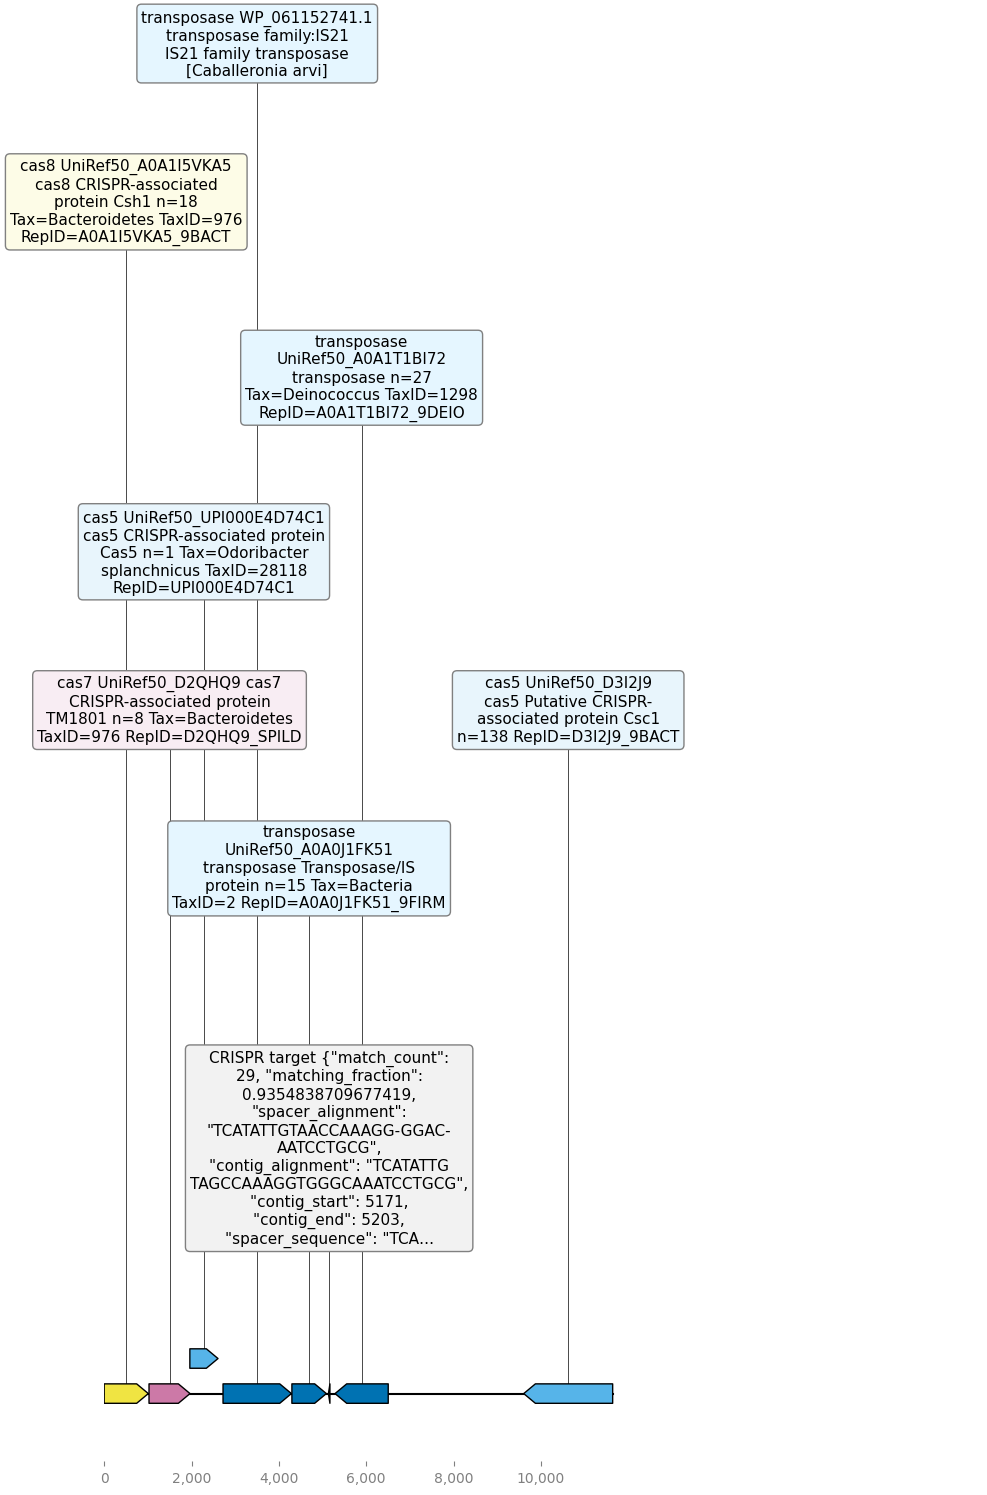 transposase WP_061152741.1
transposase family:IS21
IS21 family transposase
[Caballeronia arvi]
cas8 UniRef50_A0A1I5VKA5
cas8 CRISPR-associated
protein Csh1 n=18
Tax=Bacteroidetes TaxID=976
RepID=A0A1I5VKA5_9BACT
transposase
UniRef50_A0A1T1BI72
transposase n=27
Tax=Deinococcus TaxID=1298
RepID=A0A1T1BI72_9DEIO
cas5 UniRef50_UPI000E4D74C1
cas5 CRISPR-associated protein
Cas5 n=1 Tax=Odoribacter
splanchnicus TaxID=28118
RepID=UPI000E4D74C1
cas7 UniRef50_D2QHQ9 cas7
CRISPR-associated protein
TM1801 n=8 Tax=Bacteroidetes
TaxID=976 RepID=D2QHQ9_SPILD
cas5 UniRef50_D3I2J9
cas5 Putative CRISPR-
associated protein Csc1
n=138 RepID=D3I2J9_9BACT
transposase
UniRef50_A0A0J1FK51
transposase Transposase/IS
protein n=15 Tax=Bacteria
TaxID=2 RepID=A0A0J1FK51_9FIRM
CRISPR target {"match_count":
29, "matching_fraction":
0.9354838709677419,
"spacer_alignment":
"TCATATTGTAACCAAAGG-GGAC-
AATCCTGCG",
"contig_alignment": "TCATATTG
TAGCCAAAGGTGGGCAAATCCTGCG",
"contig_start": 5171,
"contig_end": 5203,
"spacer_sequence": "TCA...
0
2,000
4,000
6,000
8,000
10,000